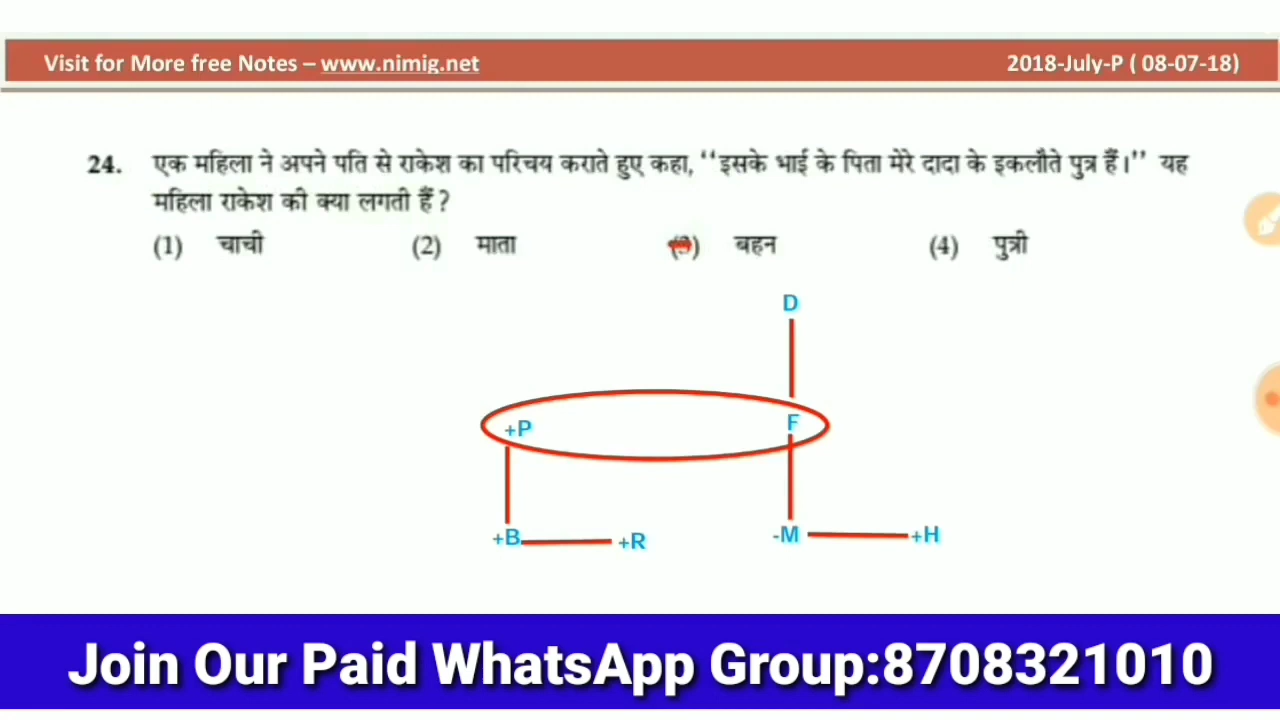 Visit for More free Notes – www.nimig.net
2018-July-P ( 08-07-18)
24. एक महिला ने अपने पति से राकेश का परिचय कराते हुए कहा, ‘‘इसके भाई के पिता मेरे दादा के इकलौते पुत्र हैं।’’ यह
महिला राकेश की क्या लगती हैं ?
(1) चाची (2) माता (3) बहन (4) पुत्री
D
+P F
+B +R -M +H
Join Our Paid WhatsApp Group:8708321010